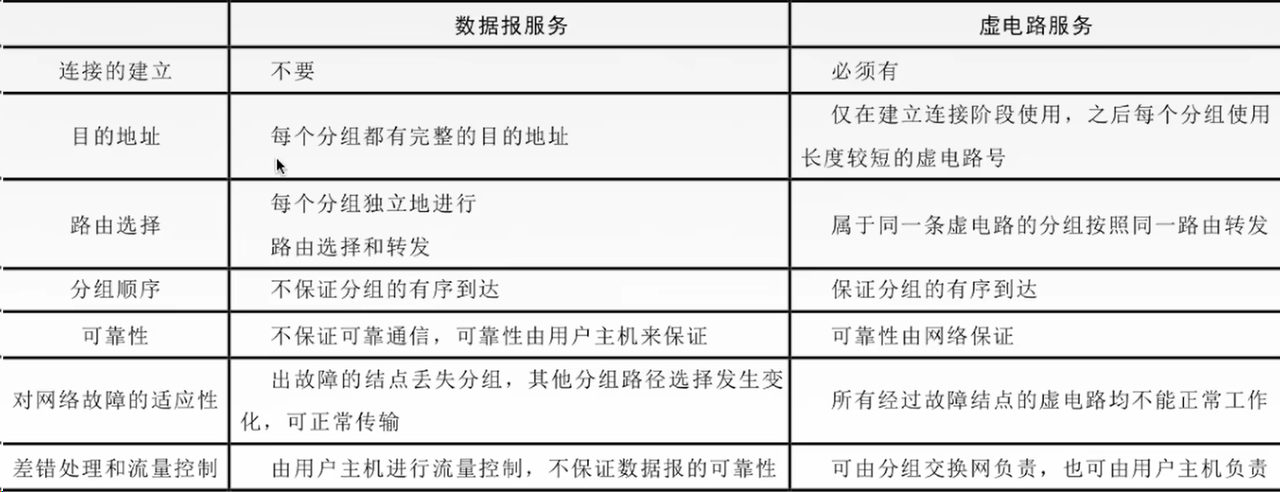 数据报服务 虚电路服务
连接的建立 不要 必须有
目的地址 每个分组都有完整的目的地址 仅在建立连接阶段使用，之后每个分组使用
长度较短的虚电路号
路由选择 每个分组独立地进行
路由选择和转发 属于同一条虚电路的分组按照同一路由转发
分组顺序 不保证分组的有序到达 保证分组的有序到达
可靠性 不保证可靠通信，可靠性由用户主机来保证 可靠性由网络保证
对网络故障的适应性 出故障的结点丢失分组，其他分组路径选择发生变
化，可正常传输 所有经过故障结点的虚电路均不能正常工作
差错处理和流量控制 由用户主机进行流量控制，不保证数据报的可靠性 可由分组交换网负责，也可由用户主机负责